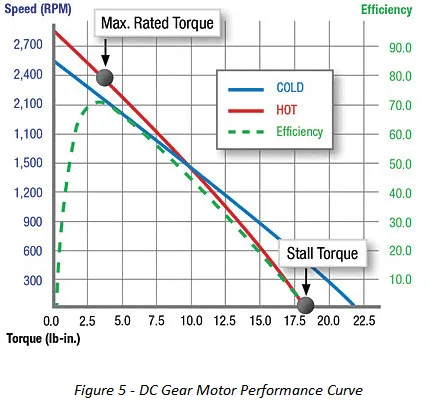 Speed (RPM)
Efficiency
Max. Rated Torque
2,700
2,400
2,100
1,100
1,500
1,200
900
600
300
90.0
80.0
70.0
60.0
50.0
40.0
30.0
20.0
10.0
COLD
HOT
Efficiency
Stall Torque
0.0 2.5 5.0 7.5 10.0 12.5 15.0 17.5 20.0 22.5
Torque (lb-in.)
Figure 5 - DC Gear Motor Performance Curve